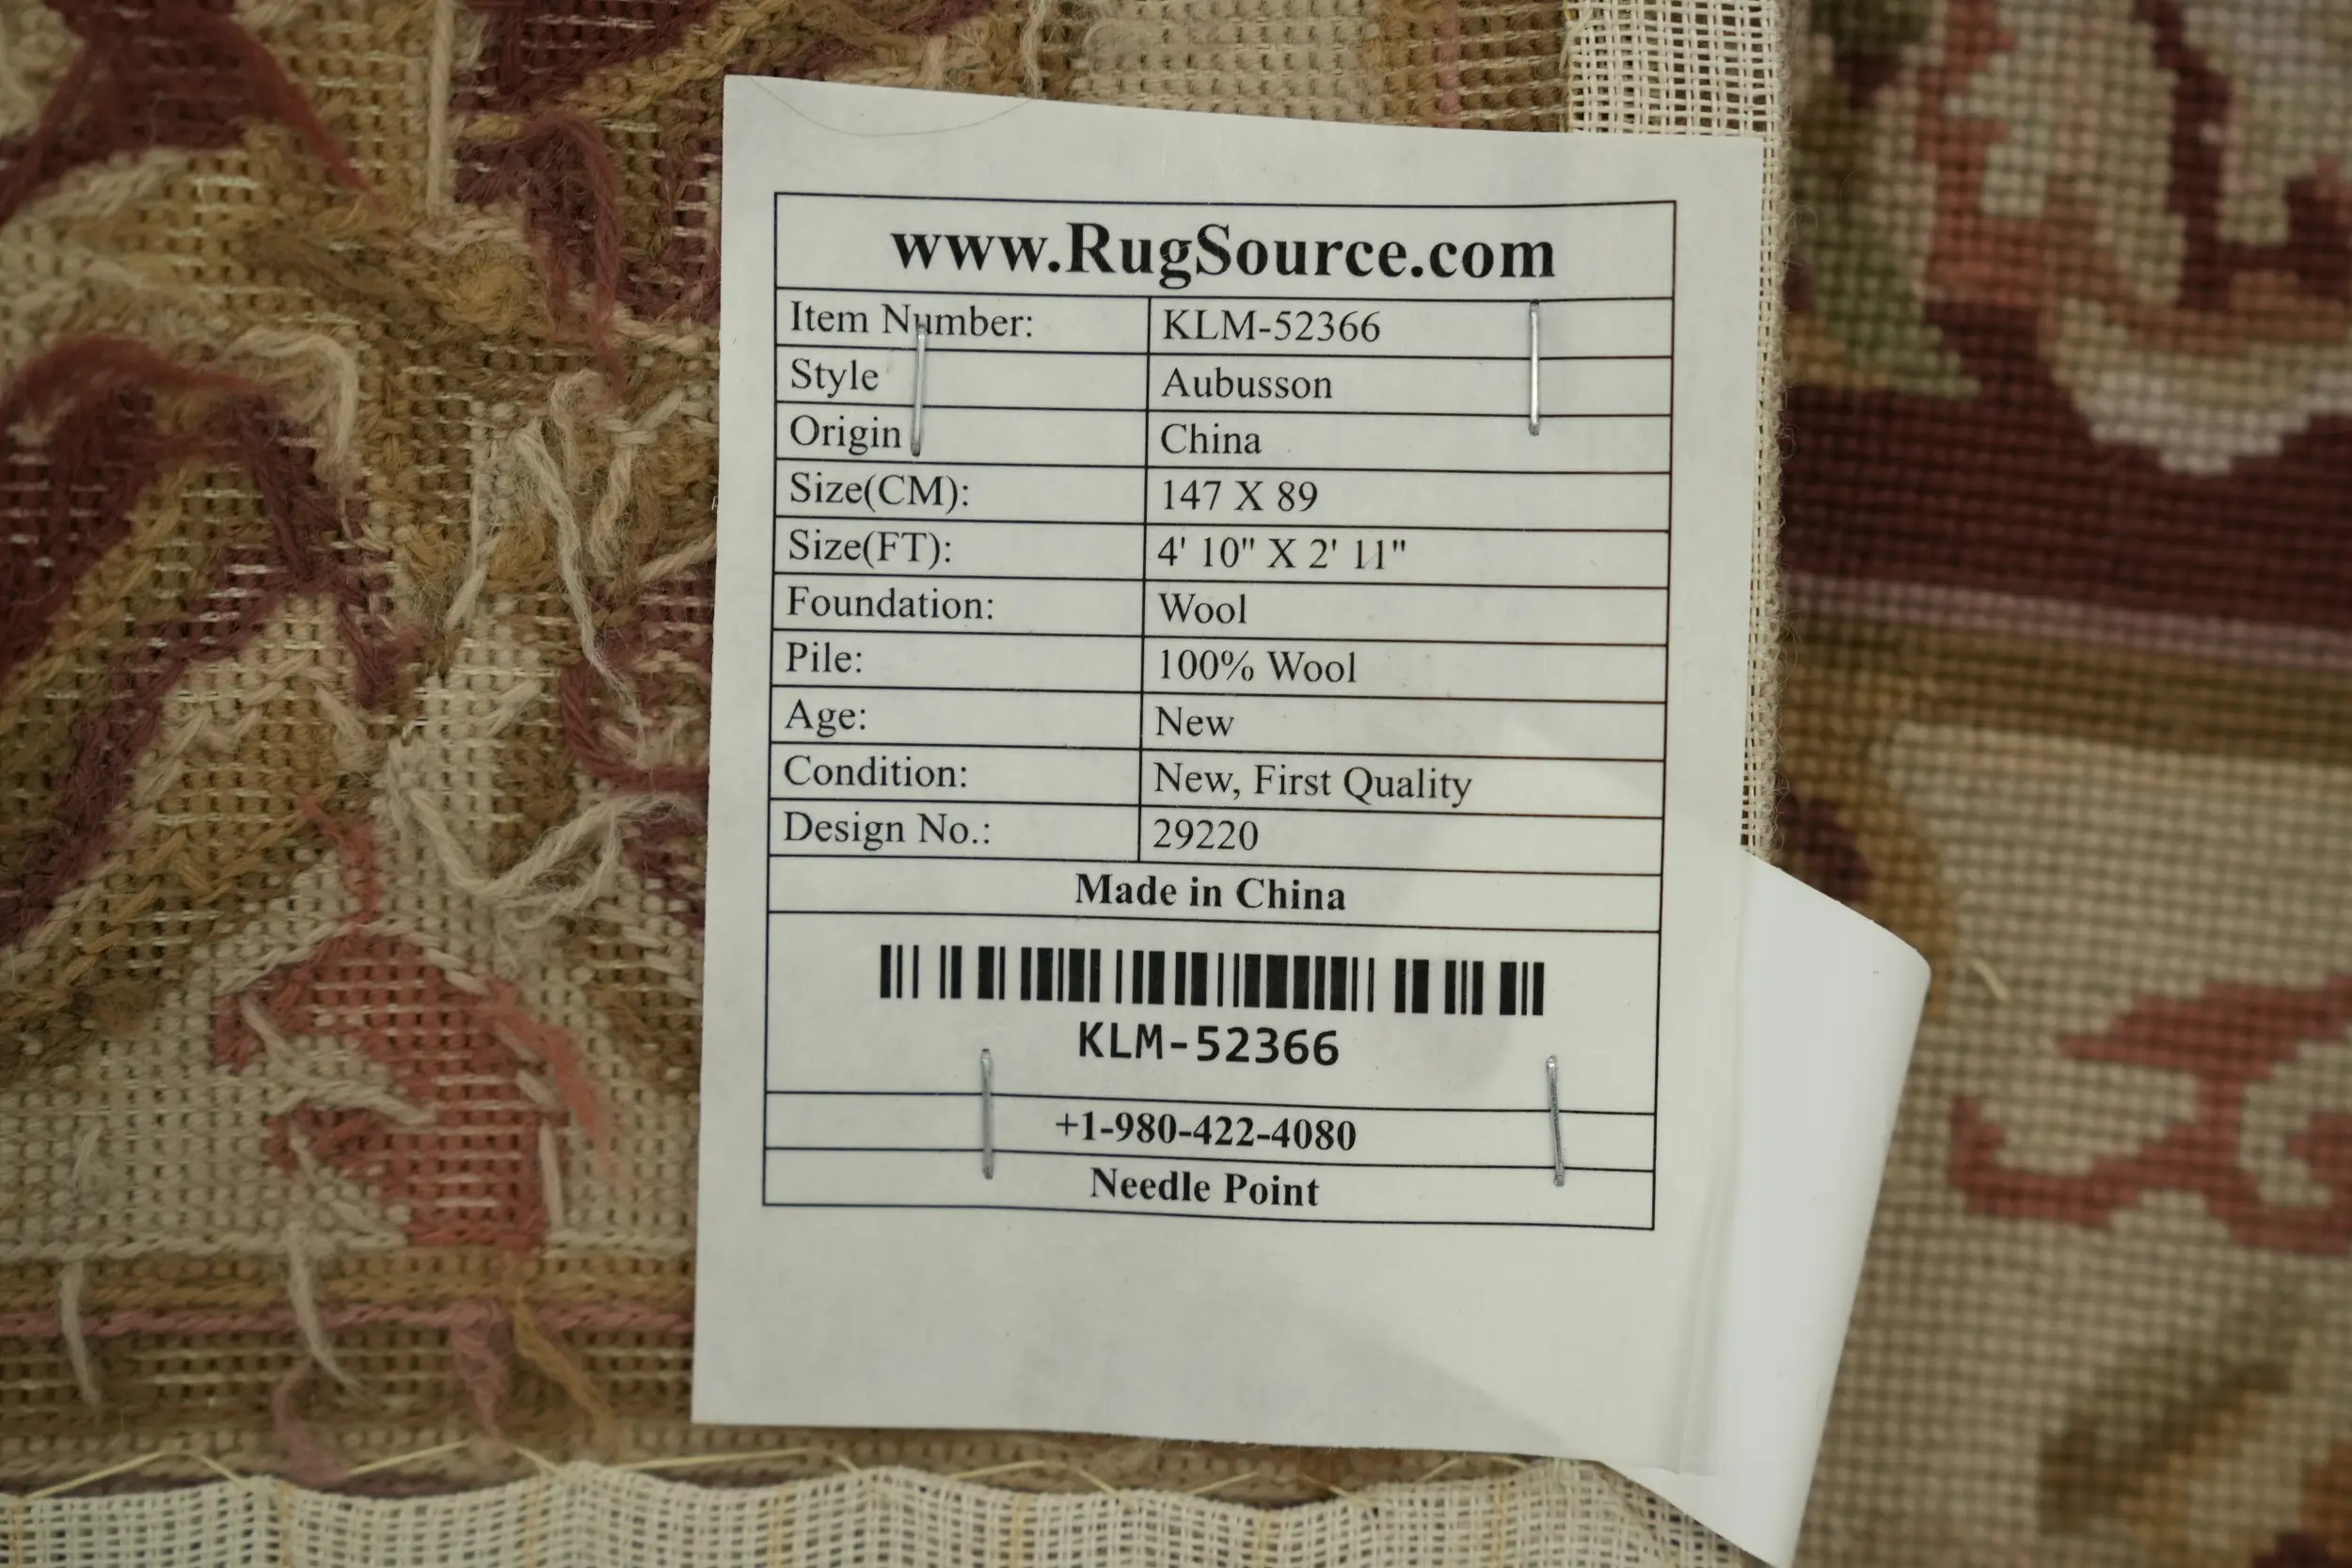 www.RugSource.com
Item Number: KLM-52366
Style Aubusson
Origin China
Size(CM): 147 X 89
Size(FT): 4' 10" X 2' 11"
Foundation: Wool
Pile: 100% Wool
Age: New
Condition: New, First Quality
Design No.: 29220
Made in China
KLM-52366
+1-980-422-4080
Needle Point